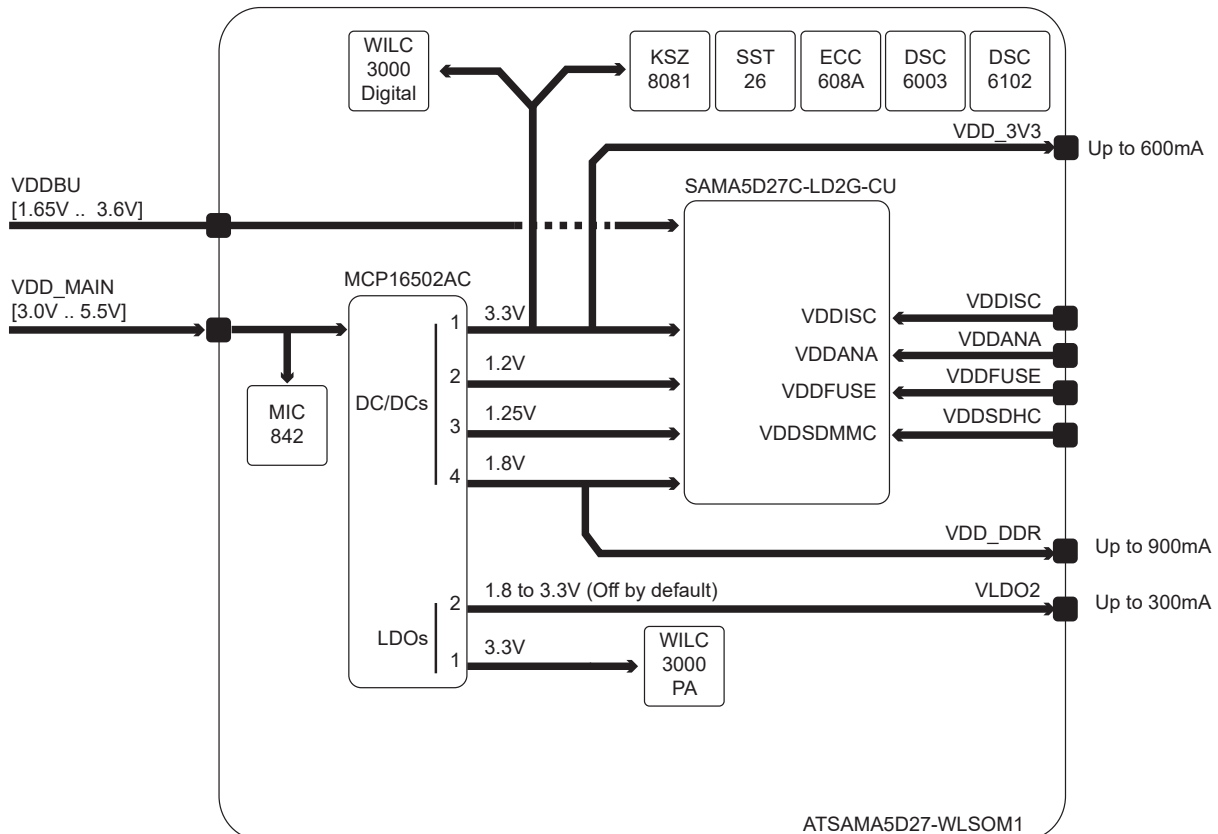 WILC
3000
Digital
KSZ
8081
SST
26
ECC
608A
DSC
6003
DSC
6102
VDD_3V3
Up to 600mA
VDDBU
[1.65V .. 3.6V]
SAMA5D27C-LD2G-CU
VDD_MAIN
[3.0V .. 5.5V]
MCP16502AC
1
3.3V
VDDISC
VDDISC
VDDANA
VDDANA
2
1.2V
VDDFUSE
VDDFUSE
MIC
842
DC/DCs
3
1.25V
VDDSDMMC
VDDSDHC
4
1.8V
VDD_DDR
Up to 900mA
2
1.8 to 3.3V (Off by default)
VLDO2
Up to 300mA
LDOs
1
3.3V
WILC
3000
PA
ATSAMA5D27-WLSOM1